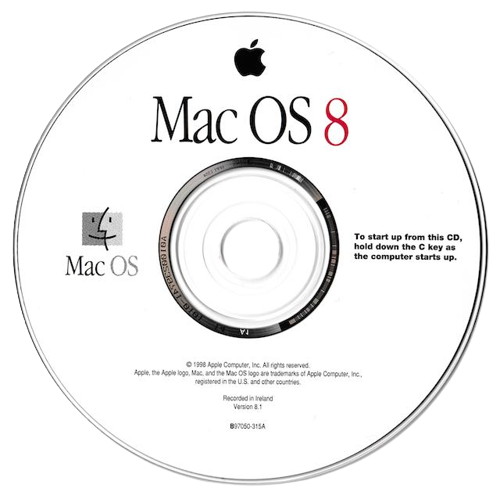 Mac OS 8
To start up from this CD,
hold down the C key as
the computer starts up.
Mac OS
© 1998 Apple Computer, Inc. All rights reserved.
Apple, the Apple logo, Mac, and the Mac OS logo are trademarks of Apple Computer, Inc.,
registered in the U.S. and other countries.
Recorded in Ireland
Version 8.1
B97050-315A